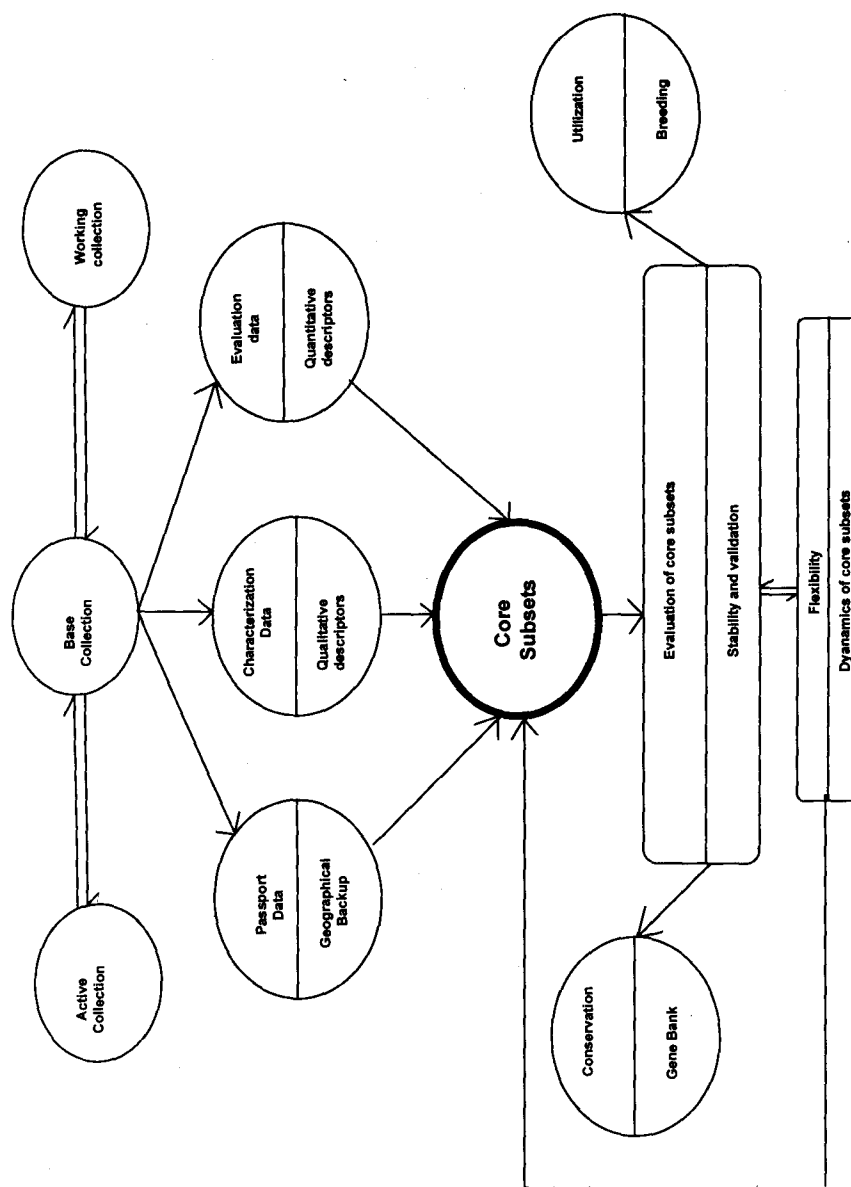 Active
Collection
Base
Collection
Working
collection
Passport
Data
Geographical
Backup
Characterization
Data
Qualitative
descriptors
Evaluation
data
Quantitative
descriptors
Core
Subsets
Conservation
Gene Bank
Evaluation of core subsets
Stability and validation
Utilization
Breeding
Flexibility
Dyanamics of core subsets